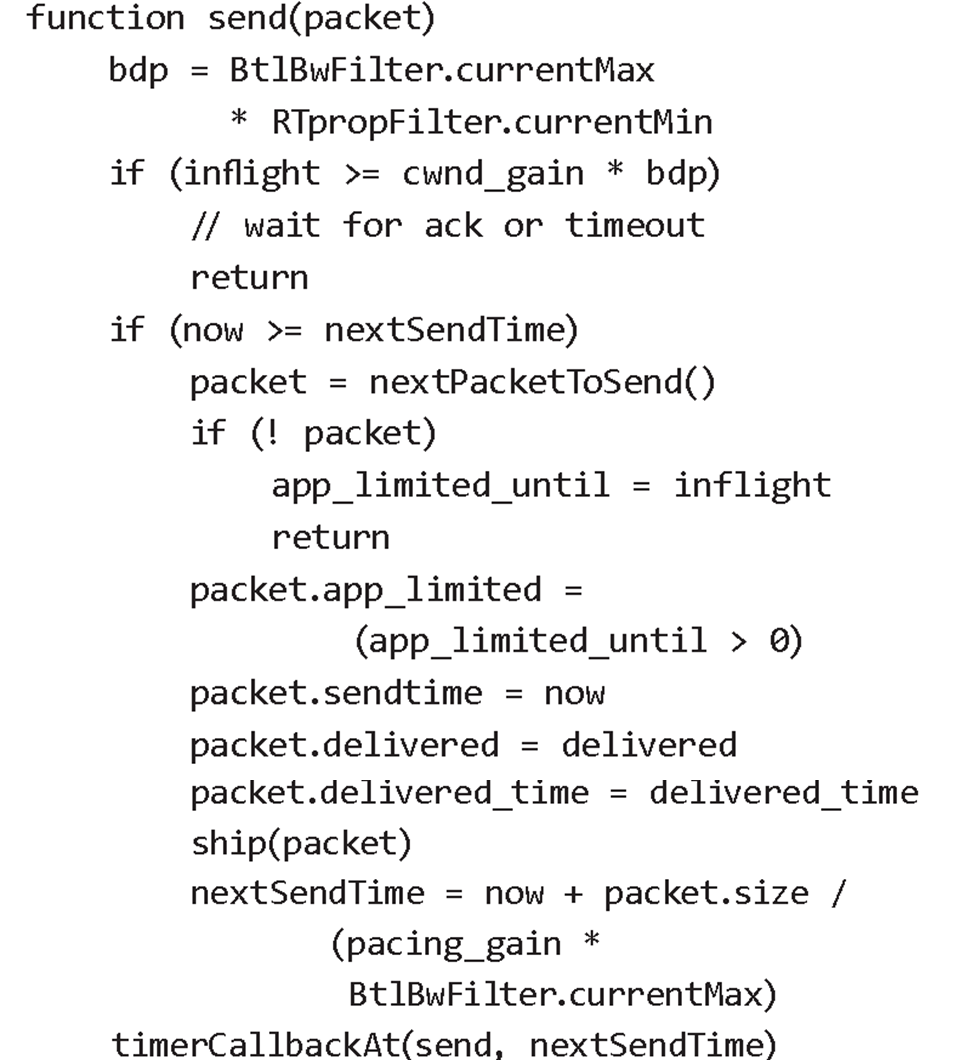 function send(packet)
    bdp = BtlBwFilter.currentMax
          * RTpropFilter.currentMin
    if (inflight >= cwnd_gain * bdp)
        // wait for ack or timeout
        return
    if (now >= nextSendTime)
        packet = nextPacketToSend()
        if (! packet)
            app_limited_until = inflight
            return
        packet.app_limited =
                (app_limited_until > 0)
        packet.sendtime = now
        packet.delivered = delivered
        packet.delivered_time = delivered_time
        ship(packet)
        nextSendTime = now + packet.size /
               (pacing_gain *
                BtlBwFilter.currentMax)
    timerCallbackAt(send, nextSendTime)